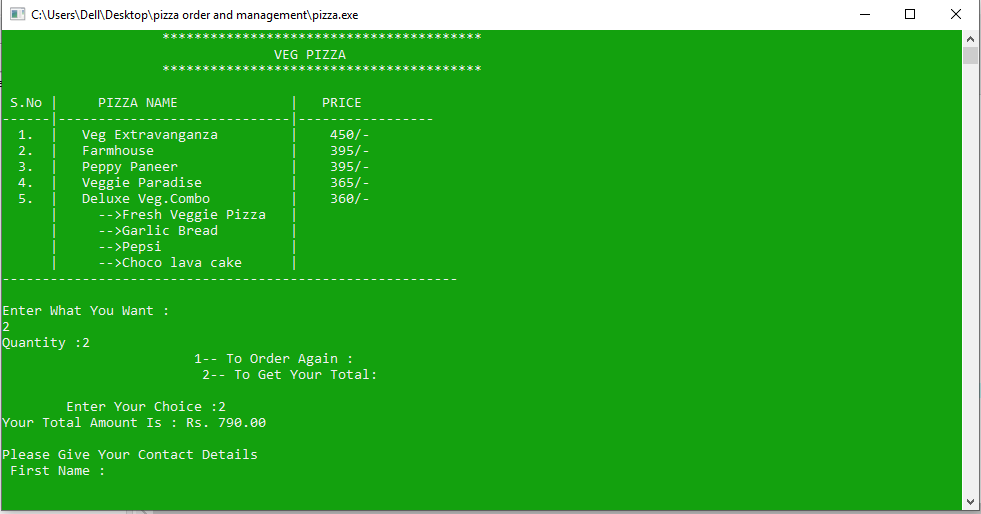 C:\Users\Dell\Desktop\pizza order and management\pizza.exe
****************************************
VEG PIZZA
****************************************
S.No | PIZZA NAME | PRICE
------|-----------------------------|-----------------
1. | Veg Extravanganza | 450/-
2. | Farmhouse | 395/-
3. | Peppy Paneer | 395/-
4. | Veggie Paradise | 365/-
5. | Deluxe Veg.Combo | 360/-
| -->Fresh Veggie Pizza |
| -->Garlic Bread |
| -->Pepsi |
| -->Choco lava cake |
---------------------------------------------------------
Enter What You Want :
2
Quantity :2
1-- To Order Again :
2-- To Get Your Total:
Enter Your Choice :2
Your Total Amount Is : Rs. 790.00
Please Give Your Contact Details
First Name :